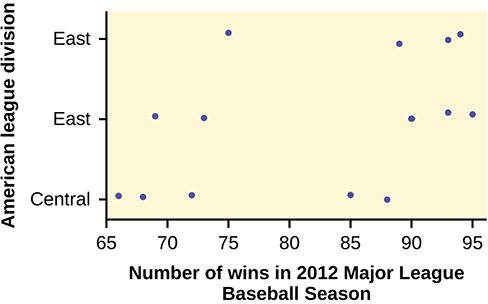 American league division
East
East
Central
65 70 75 80 85 90 95
Number of wins in 2012 Major League
Baseball Season